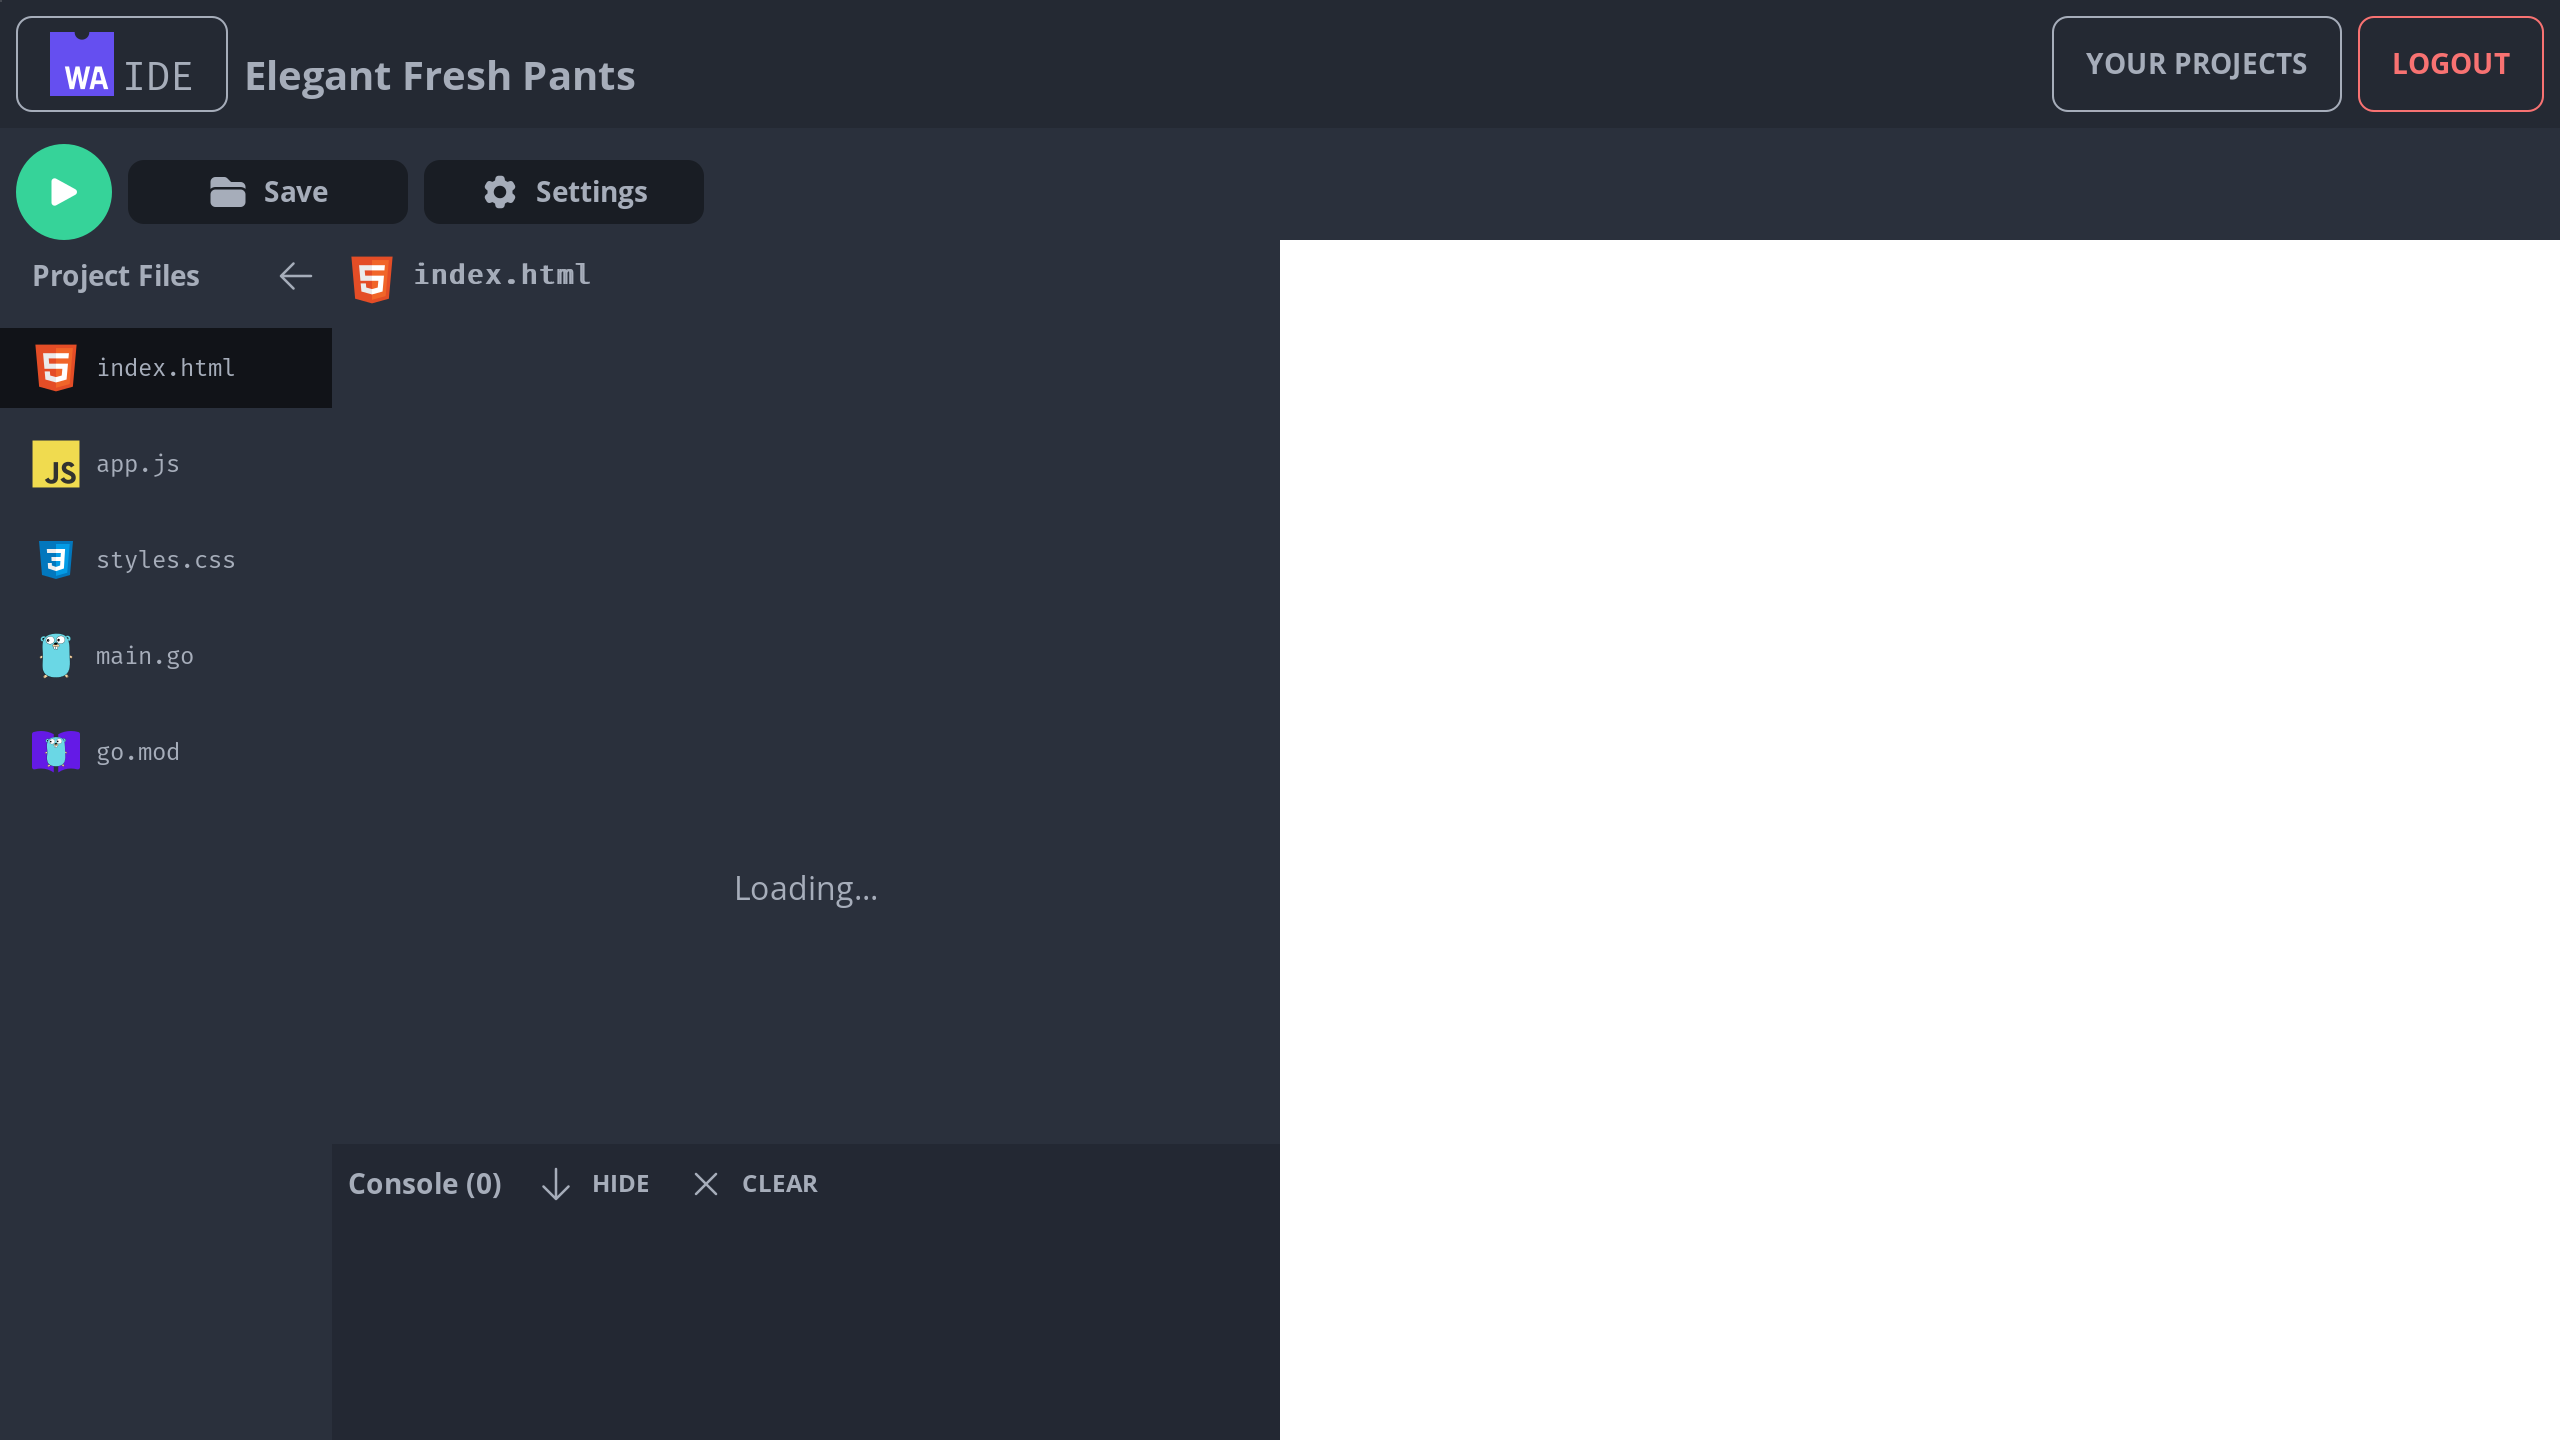 WA IDE Elegant Fresh Pants YOUR PROJECTS LOGOUT
Save Settings
Project Files index.html
index.html
JS app.js
styles.css
main.go
go.mod
Loading...
Console (0) HIDE CLEAR